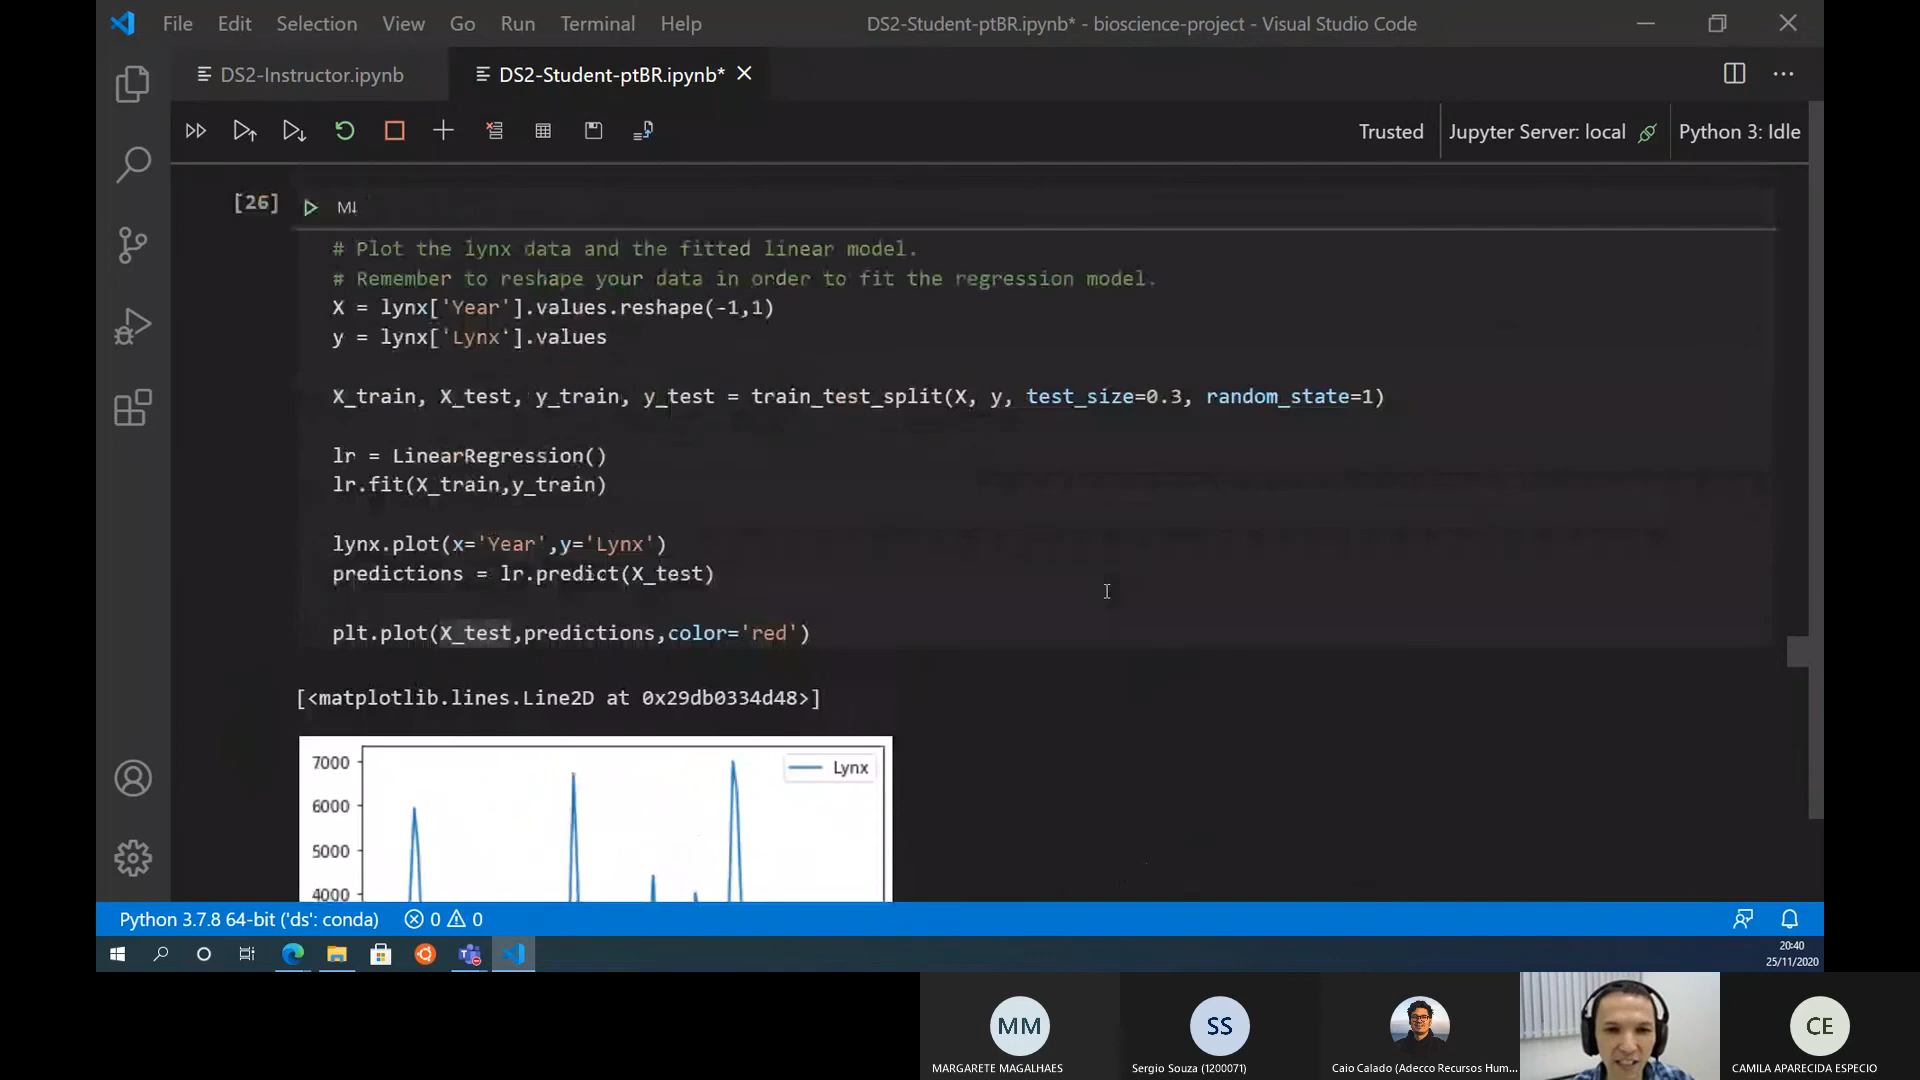 File Edit Selection View Go Run Terminal Help DS2-Student-ptBR.ipynb* - bioscience-project - Visual Studio Code
DS2-Instructor.ipynb DS2-Student-ptBR.ipynb*
Trusted Jupyter Server: local Python 3: Idle
[26] M↓
# Plot the lynx data and the fitted linear model.
# Remember to reshape your data in order to fit the regression model.
X = lynx['Year'].values.reshape(-1,1)
y = lynx['Lynx'].values
X_train, X_test, y_train, y_test = train_test_split(X, y, test_size=0.3, random_state=1)
lr = LinearRegression()
lr.fit(X_train,y_train)
lynx.plot(x='Year',y='Lynx')
predictions = lr.predict(X_test)
plt.plot(X_test,predictions,color='red')
[<matplotlib.lines.Line2D at 0x29db0334d48>]
7000 Lynx
6000
5000
4000
Python 3.7.8 64-bit ('ds': conda) 0 0
20:40
25/11/2020
MM SS CE
MARGARETE MAGALHAES Sergio Souza (1200071) Caio Calado (Adecco Recursos Hum... CAMILA APARECIDA ESPECIO